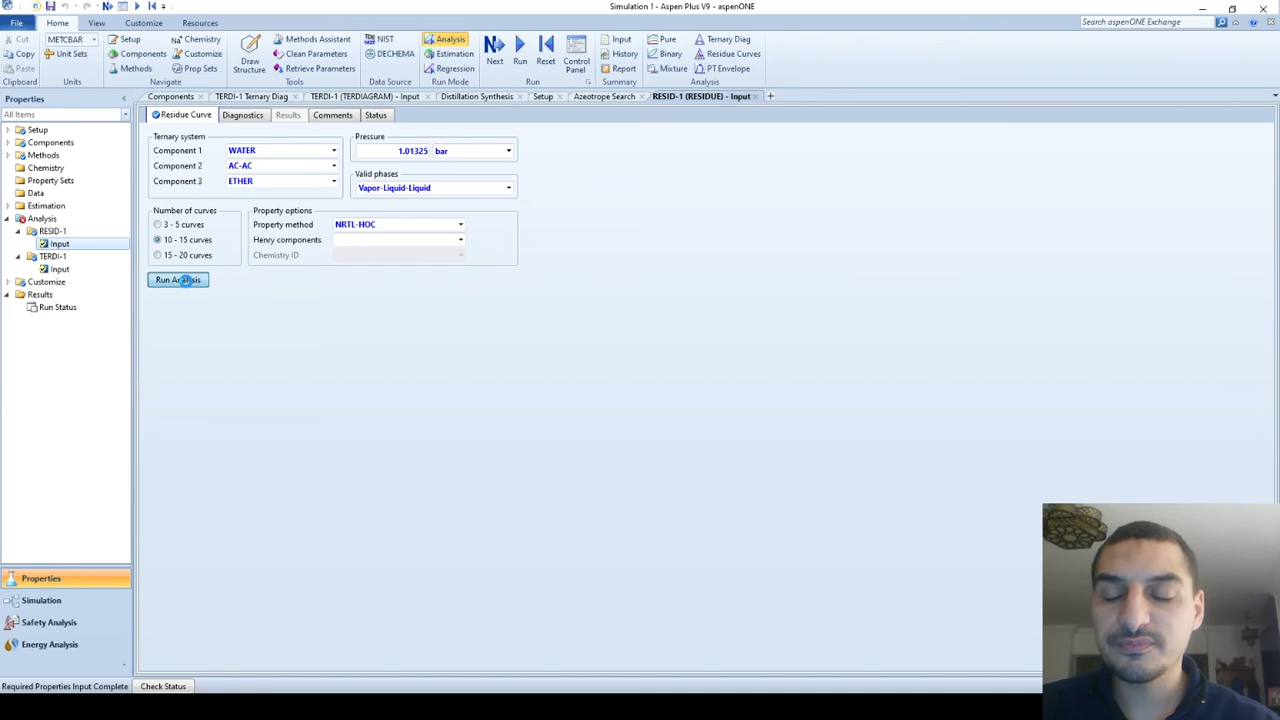 Simulation 1 - Aspen Plus V9 - aspenONE
File Home View Customize Resources Search aspenONE Exchange
Cut METCBAR Setup Chemistry Methods Assistant NIST Analysis Input Pure Ternary Diag
Copy Unit Sets Components Customize Draw Structure Clean Parameters DECHEMA Estimation Next Run Reset Control Panel History Binary Residue Curves
Paste Methods Prop Sets Retrieve Parameters Regression Report Mixture PT Envelope
Clipboard Units Navigate Tools Data Source Run Mode Run Summary Analysis
Properties
Components TERDI-1 Ternary Diag TERDI-1 (TERDIAGRAM) - Input Distillation Synthesis Setup Azeotrope Search RESID-1 (RESIDUE) - Input
All Items
Setup
Components
Methods
Chemistry
Property Sets
Data
Estimation
Analysis
RESID-1
Input
TERDI-1
Input
Customize
Results
Run Status
Residue Curve Diagnostics Results Comments Status
Ternary system
Component 1 WATER
Component 2 AC-AC
Component 3 ETHER
Pressure
1.01325 bar
Valid phases
Vapor-Liquid-Liquid
Number of curves
3 - 5 curves
10 - 15 curves
15 - 20 curves
Property options
Property method NRTL-HOC
Henry components
Chemistry ID
Run Analysis
Properties
Simulation
Safety Analysis
Energy Analysis
Required Properties Input Complete Check Status